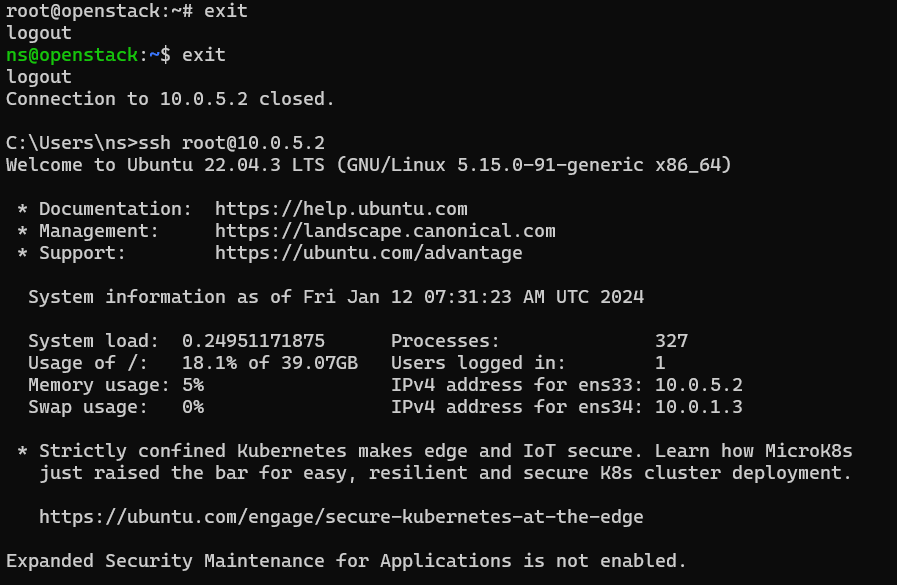 root@openstack:~# exit
logout
ns@openstack:~$ exit
logout
Connection to 10.0.5.2 closed.
C:\Users\ns>ssh root@10.0.5.2
Welcome to Ubuntu 22.04.3 LTS (GNU/Linux 5.15.0-91-generic x86_64)
* Documentation:  https://help.ubuntu.com
* Management:     https://landscape.canonical.com
* Support:        https://ubuntu.com/advantage
System information as of Fri Jan 12 07:31:23 AM UTC 2024
System load:  0.24951171875      Processes:              327
Usage of /:   18.1% of 39.07GB   Users logged in:        1
Memory usage: 5%                 IPv4 address for ens33: 10.0.5.2
Swap usage:   0%                 IPv4 address for ens34: 10.0.1.3
* Strictly confined Kubernetes makes edge and IoT secure. Learn how MicroK8s
just raised the bar for easy, resilient and secure K8s cluster deployment.
https://ubuntu.com/engage/secure-kubernetes-at-the-edge
Expanded Security Maintenance for Applications is not enabled.